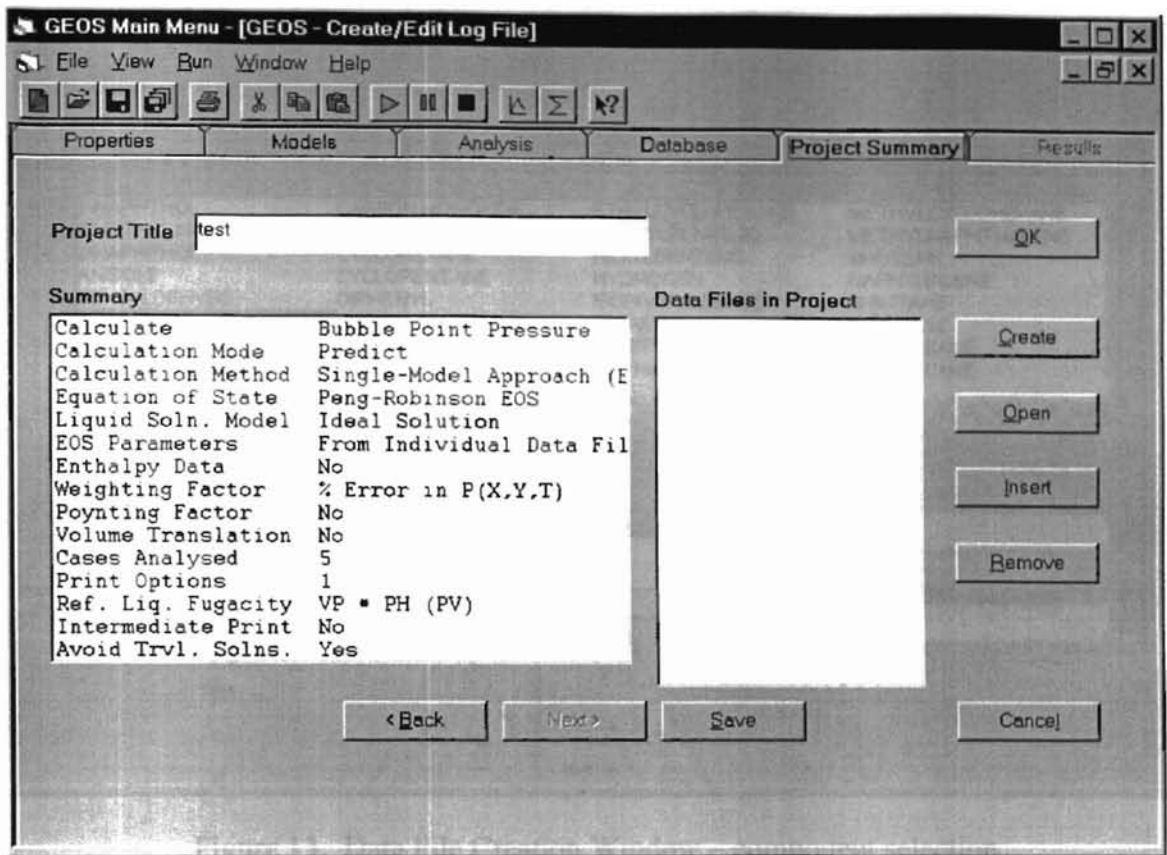 GEOS Main Menu - [GEOS - Create/Edit Log File]
File View Run Window Help
Properties Models Analysis Database Project Summary Results
Project Title test
OK
Summary
Data Files in Project
Calculate Bubble Point Pressure
Calculation Mode Predict
Calculation Method Single-Model Approach (E
Equation of State Peng-Robinson EOS
Liquid Soln. Model Ideal Solution
EOS Parameters From Individual Data Fil
Enthalpy Data No
Weighting Factor % Error in P(X,Y,T)
Poynting Factor No
Volume Translation No
Cases Analysed 5
Print Options 1
Ref. Liq. Fugacity VP * PH (PV)
Intermediate Print No
Avoid Trvl. Solns. Yes
Create
Open
Insert
Remove
< Back Next > Save Cancel